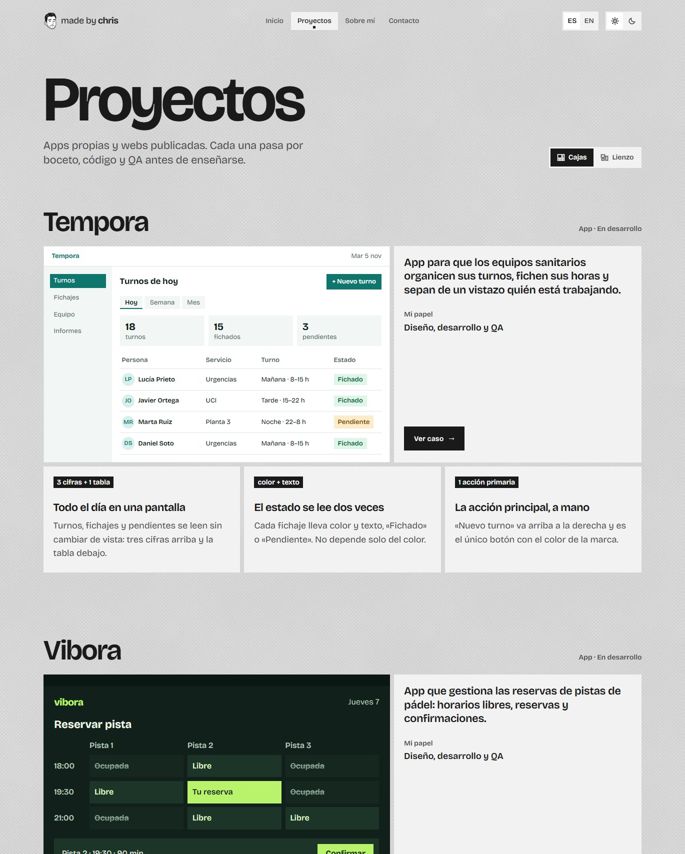 made by chris
Inicio Proyectos Sobre mí Contacto
ES EN
Proyectos
Apps propias y webs publicadas. Cada una pasa por
boceto, código y QA antes de enseñarse.
Cajas Lienzo
Tempora
App · En desarrollo
Tempora
Mar 5 nov
Turnos
Fichajes
Equipo
Informes
Turnos de hoy
+ Nuevo turno
Hoy Semana Mes
18
turnos
15
fichados
3
pendientes
Persona Servicio Turno Estado
LP Lucía Prieto Urgencias Mañana · 8–15 h Fichado
JO Javier Ortega UCI Tarde · 15–22 h Fichado
MR Marta Ruiz Planta 3 Noche · 22–8 h Pendiente
DS Daniel Soto Urgencias Mañana · 8–15 h Fichado
App para que los equipos sanitarios
organicen sus turnos, fichen sus horas y
sepan de un vistazo quién está trabajando.
Mi papel
Diseño, desarrollo y QA
Ver caso →
3 cifras + 1 tabla
Todo el día en una pantalla
Turnos, fichajes y pendientes se leen sin
cambiar de vista: tres cifras arriba y la
tabla debajo.
color + texto
El estado se lee dos veces
Cada fichaje lleva color y texto, «Fichado»
o «Pendiente». No depende solo del color.
1 acción primaria
La acción principal, a mano
«Nuevo turno» va arriba a la derecha y es
el único botón con el color de la marca.
Vibora
App · En desarrollo
vibora
Jueves 7
Reservar pista
Pista 1 Pista 2 Pista 3
18:00 Ocupada Libre Ocupada
19:30 Libre Tu reserva Ocupada
21:00 Ocupada Libre Libre
Pista 2 · 19:30 · 90 min
Confirmar
App que gestiona las reservas de pistas de
pádel: horarios libres, reservas y
confirmaciones.
Mi papel
Diseño, desarrollo y QA